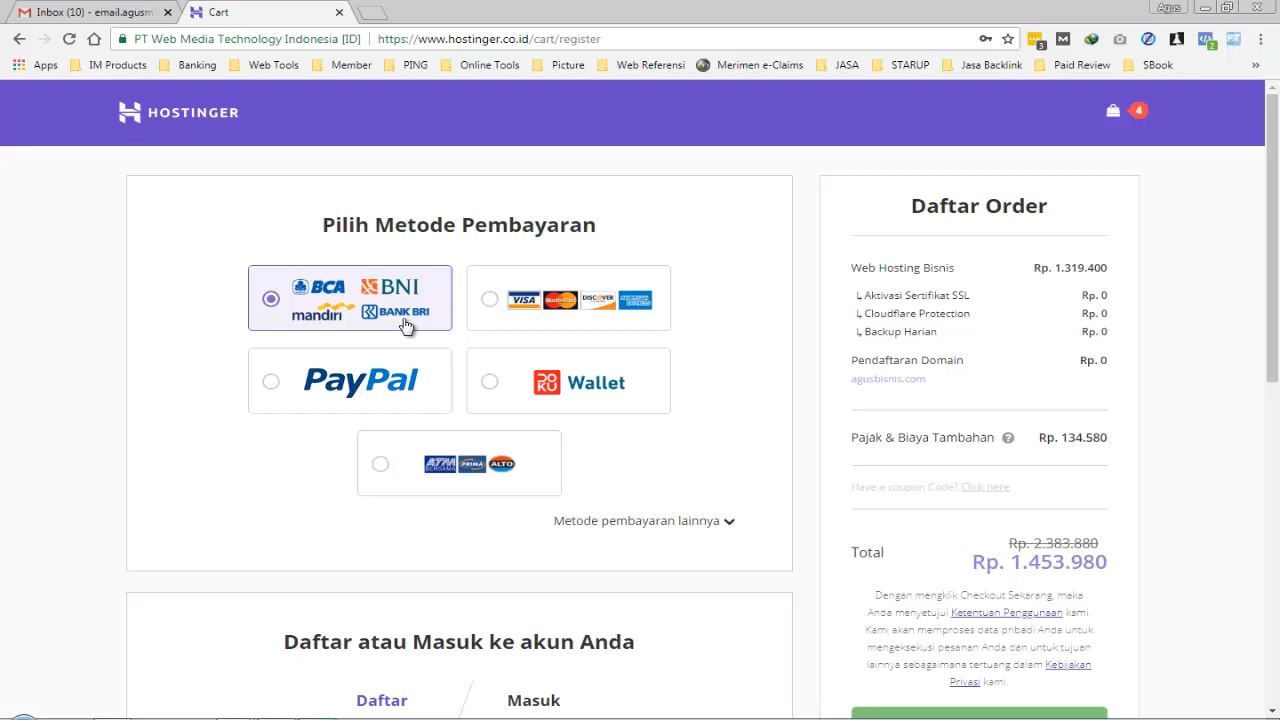 Inbox (10) - email.agusm
Cart
Agus
PT Web Media Technology Indonesia [ID]
https://www.hostinger.co.id/cart/register
3
2
Apps
IM Products
Banking
Web Tools
Member
PING
Online Tools
Picture
Web Referensi
Merimen e-Claims
JASA
STARUP
Jasa Backlink
Paid Review
SBook
»
HOSTINGER
4
Pilih Metode Pembayaran
BCA
BNI
mandiri
BANK BRI
VISA
MasterCard
DISCOVER
AMERICAN EXPRESS
PayPal
DOKU Wallet
ATM BERSAMA
PRIMA
ALTO
Metode pembayaran lainnya
Daftar atau Masuk ke akun Anda
Daftar
Masuk
Daftar Order
Web Hosting Bisnis Rp. 1.319.400
Aktivasi Sertifikat SSL Rp. 0
Cloudflare Protection Rp. 0
Backup Harian Rp. 0
Pendaftaran Domain Rp. 0
agusbisnis.com
Pajak & Biaya Tambahan ? Rp. 134.580
Have a coupon Code? Click here
Rp. 2.383.880
Total Rp. 1.453.980
Dengan mengklik Checkout Sekarang, maka
Anda menyetujui Ketentuan Penggunaan kami.
Kami akan memproses data pribadi Anda untuk
mengeksekusi pesanan Anda dan untuk tujuan
lainnya sebagaimana tertuang dalam Kebijakan
Privasi kami.